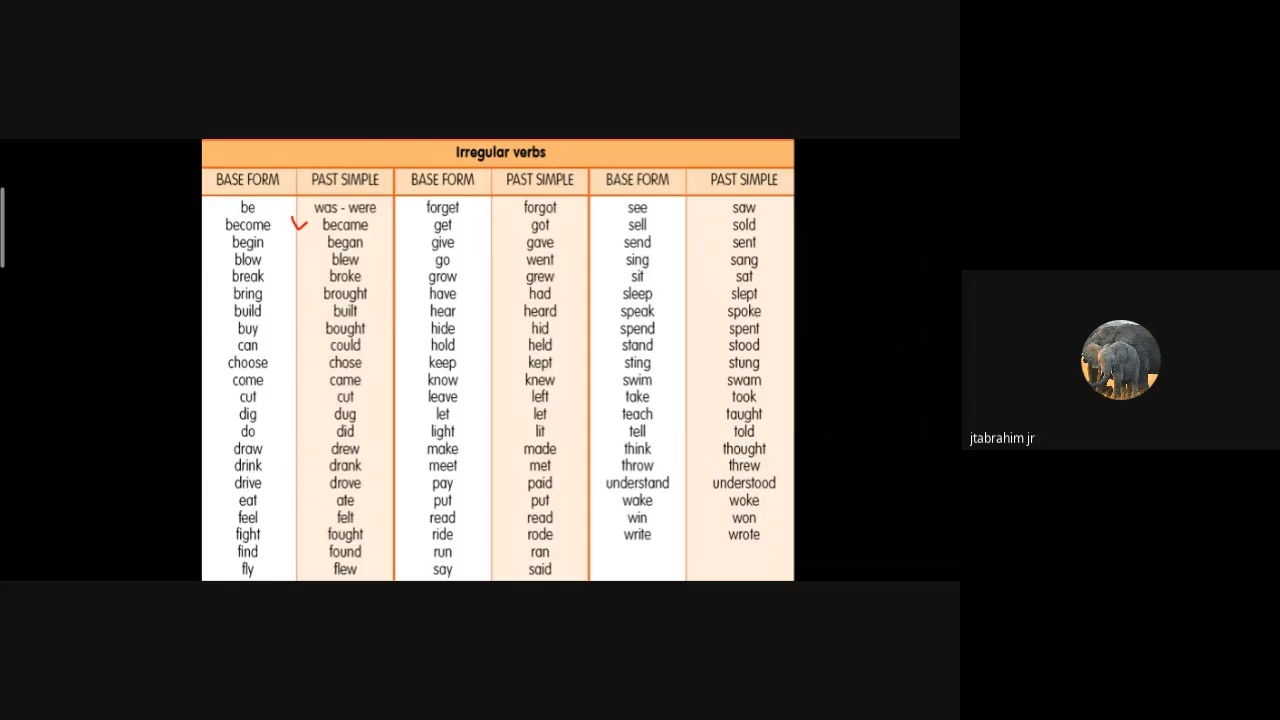 Irregular verbs
BASE FORM PAST SIMPLE BASE FORM PAST SIMPLE BASE FORM PAST SIMPLE
be was - were forget forgot see saw
become became get got sell sold
begin began give gave send sent
blow blew go went sing sang
break broke grow grew sit sat
bring brought have had sleep slept
build built hear heard speak spoke
buy bought hide hid spend spent
can could hold held stand stood
choose chose keep kept sting stung
come came know knew swim swam
cut cut leave left take took
dig dug let let teach taught
do did light lit tell told
draw drew make made think thought
drink drank meet met throw threw
drive drove pay paid understand understood
eat ate put put wake woke
feel felt read read win won
fight fought ride rode write wrote
find found run ran
fly flew say said
jtabrahim jr